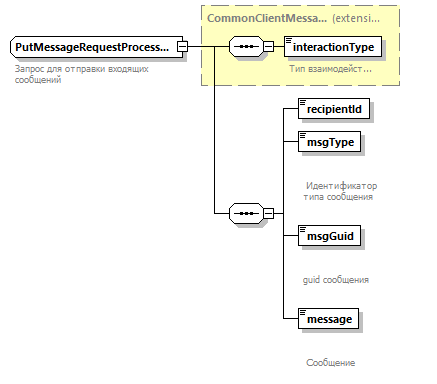 CommonClientMessa... (extensi...
PutMessageRequestProcess...
interactionType
Запрос для отправки входящих
сообщений
Тип взаимодейст...
recipientId
msgType
Идентификатор
типа сообщения
msgGuid
guid сообщения
message
Сообщение